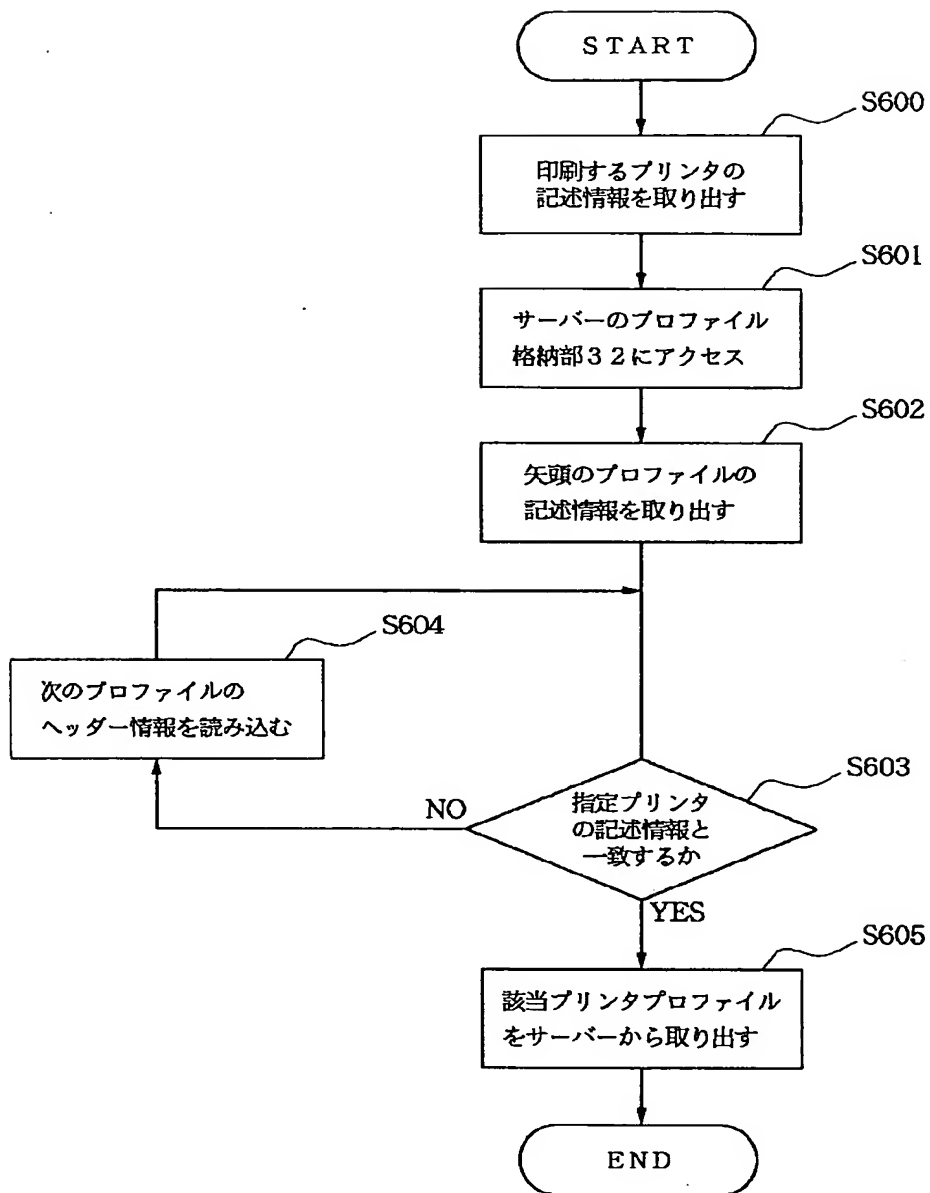 START
S600
印刷するプリンタの
記述情報を取り出す
S601
サーバーのプロファイル
格納部32にアクセス
S602
矢頭のプロファイルの
記述情報を取り出す
S604
次のプロファイルの
ヘッダー情報を読み込む
S603
指定プリンタ
の記述情報と
一致するか
NO
YES
S605
該当プリンタプロファイル
をサーバーから取り出す
END